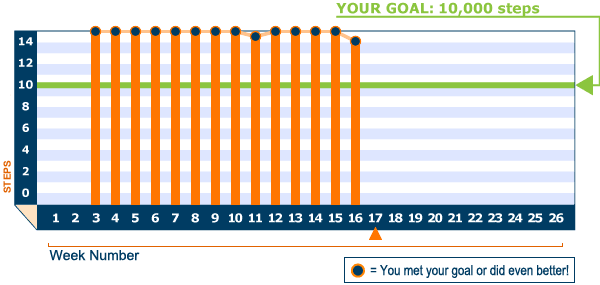 YOUR GOAL: 10,000 steps
14
12
10
8
6
4
2
0
STEPS
1 2 3 4 5 6 7 8 9 10 11 12 13 14 15 16 17 18 19 20 21 22 23 24 25 26
Week Number
= You met your goal or did even better!